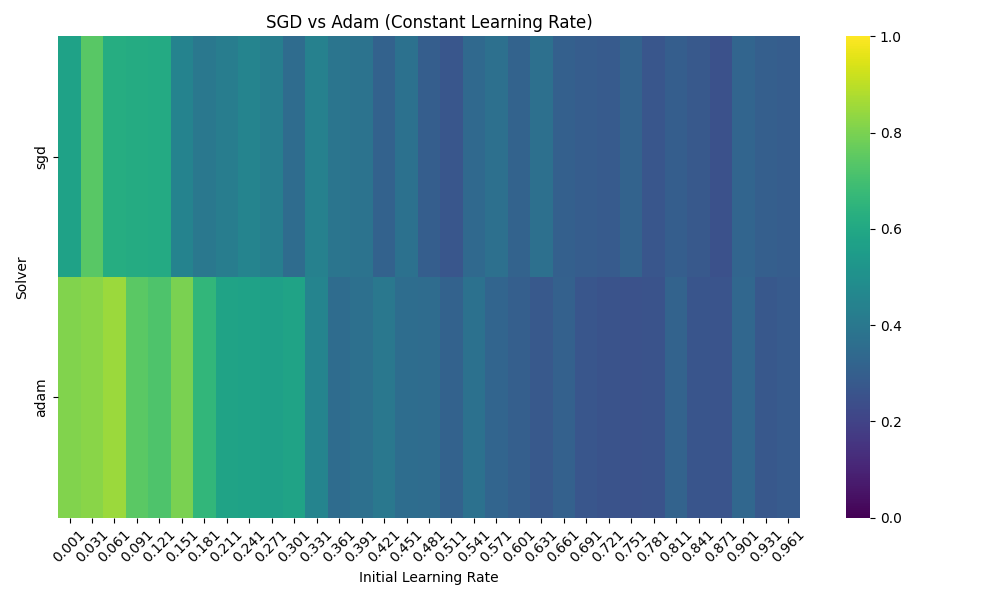 SGD vs Adam (Constant Learning Rate)
Solver
sgd
adam
0.001 0.031 0.061 0.091 0.121 0.151 0.181 0.211 0.241 0.271 0.301 0.331 0.361 0.391 0.421 0.451 0.481 0.511 0.541 0.571 0.601 0.631 0.661 0.691 0.721 0.751 0.781 0.811 0.841 0.871 0.901 0.931 0.961
Initial Learning Rate
1.0
0.8
0.6
0.4
0.2
0.0